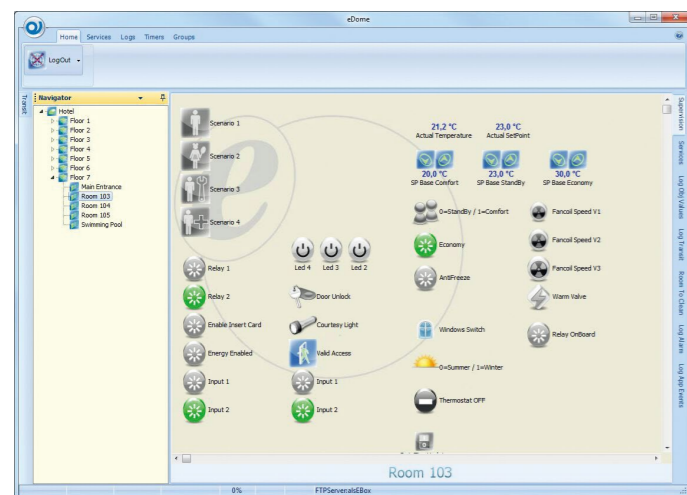 eDome
Home Services Logs Timers Groups
LogOut
Transit
Navigator
Hotel
Floor 1
Floor 2
Floor 3
Floor 4
Floor 5
Floor 6
Floor 7
Main Entrance
Room 103
Room 104
Room 105
Swimming Pool
Scenario 1
Scenario 2
Scenario 3
Scenario 4
21,2 °C 23,0 °C
Actual Temperature Actual SetPoint
20,0 °C 23,0 °C 30,0 °C
SP Base Comfort SP Base StandBy SP Base Economy
0=StandBy / 1=Comfort Fancoil Speed V1
Economy Fancoil Speed V2
Led 4 Led 3 Led 2
Relay 1 AntiFreeze Fancoil Speed V3
Relay 2 Door Unlock Warm Valve
Enable Insert Card Courtesy Light Windows Switch Relay OnBoard
Energy Enabled Valid Access
0=Summer / 1=Winter
Input 1 Input 1
Thermostat OFF
Input 2 Input 2
Room 103
0% FTPServer:alsEBox
Supervision
Services
Log Obj Values
Log Transit
Room To Clean
Log Alarm
Log App Events